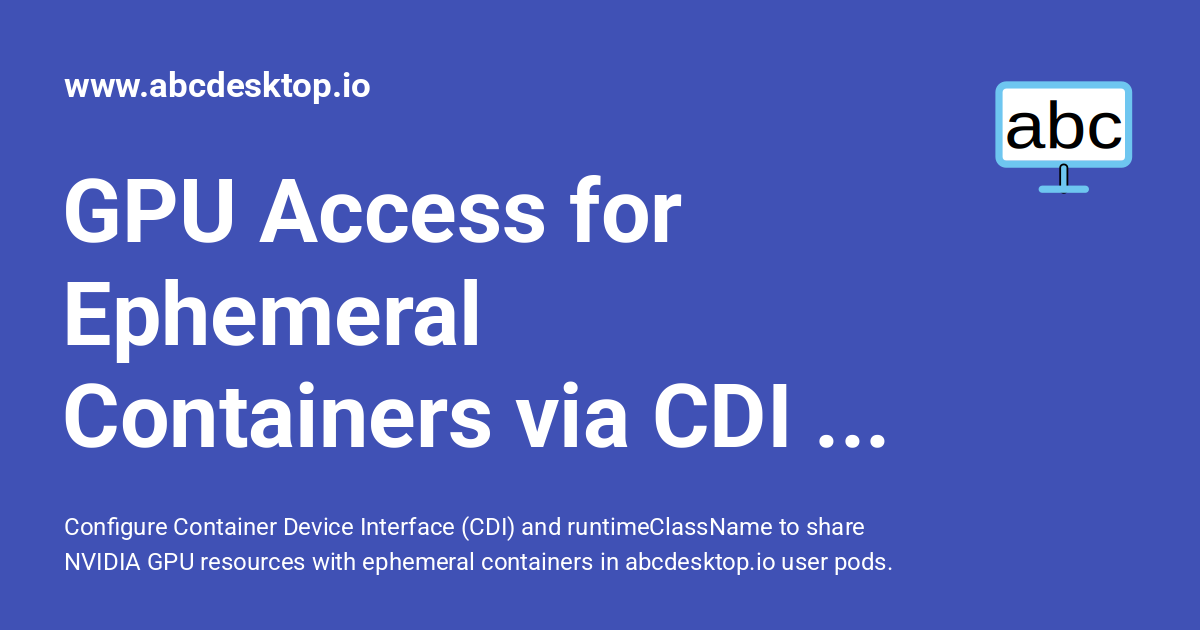 www.abcdesktop.io
abc
GPU Access for
Ephemeral
Containers via CDI ...
Configure Container Device Interface (CDI) and runtimeClassName to share
NVIDIA GPU resources with ephemeral containers in abcdesktop.io user pods.